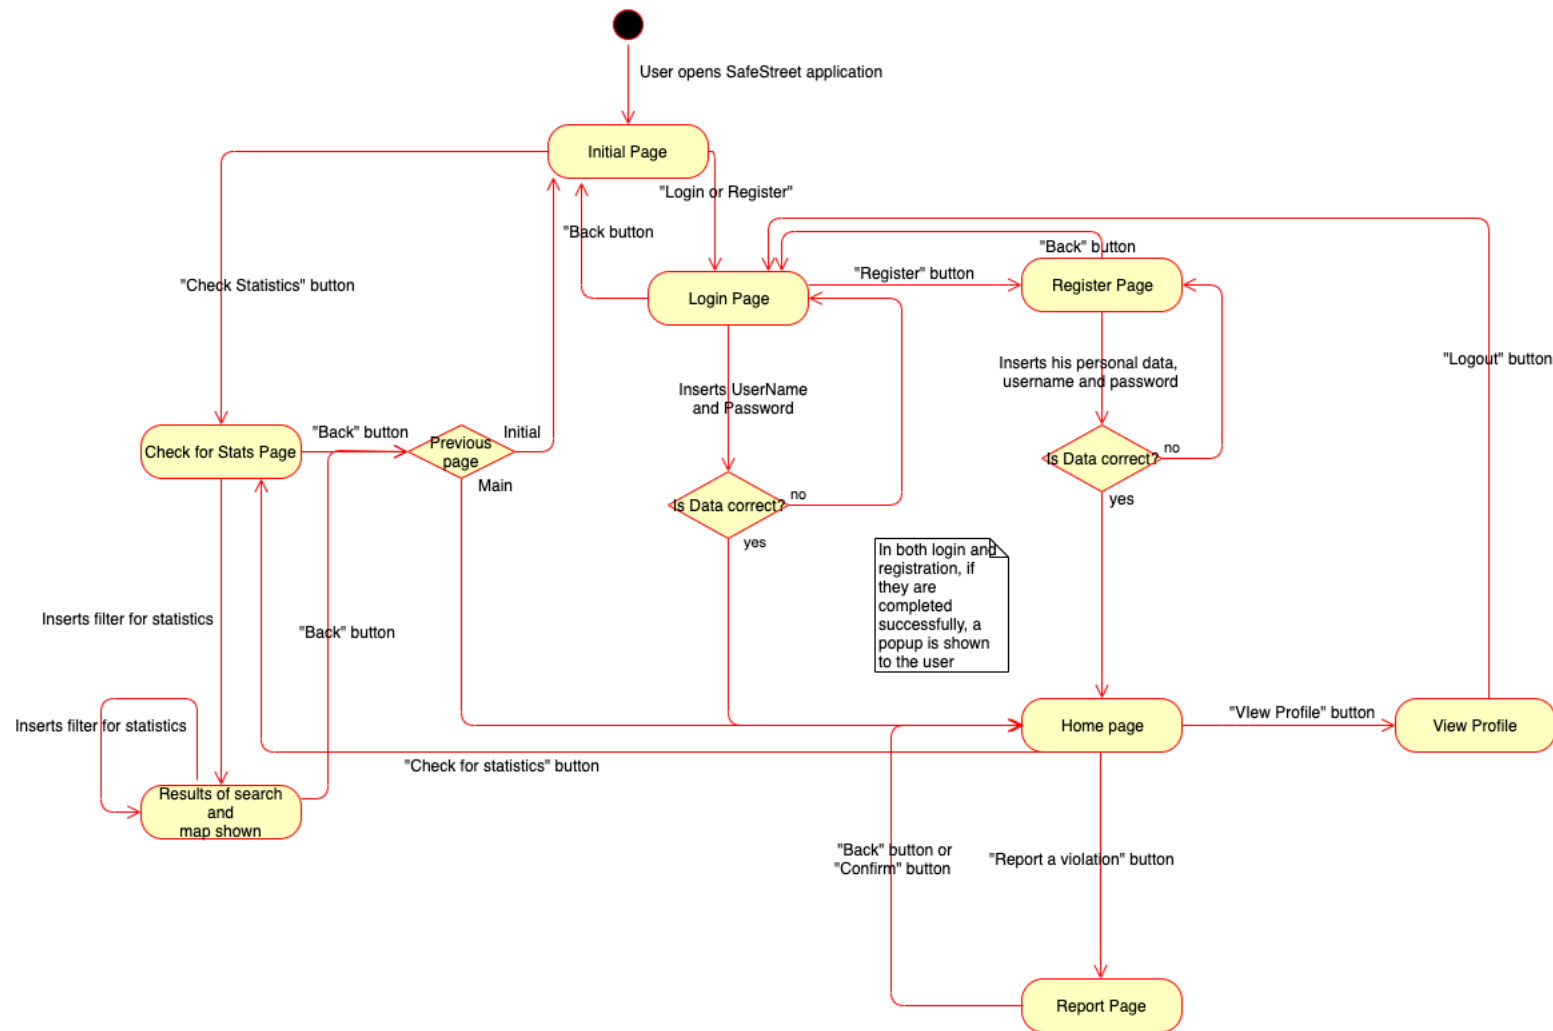 User opens SafeStreet application
Initial Page
"Login or Register"
"Back button
"Back" button
"Register" button
"Check Statistics" button
Login Page
Register Page
"Logout" button
Inserts his personal data,
username and password
Inserts UserName
and Password
"Back" button
Initial
Previous
page
Check for Stats Page
Is Data correct?
no
Main
yes
Is Data correct?
no
yes
In both login and
registration, if
they are
completed
successfully, a
popup is shown
to the user
Inserts filter for statistics
"Back" button
Inserts filter for statistics
Home page
"VIew Profile" button
View Profile
"Check for statistics" button
Results of search
and
map shown
"Back" button or
"Confirm" button
"Report a violation" button
Report Page